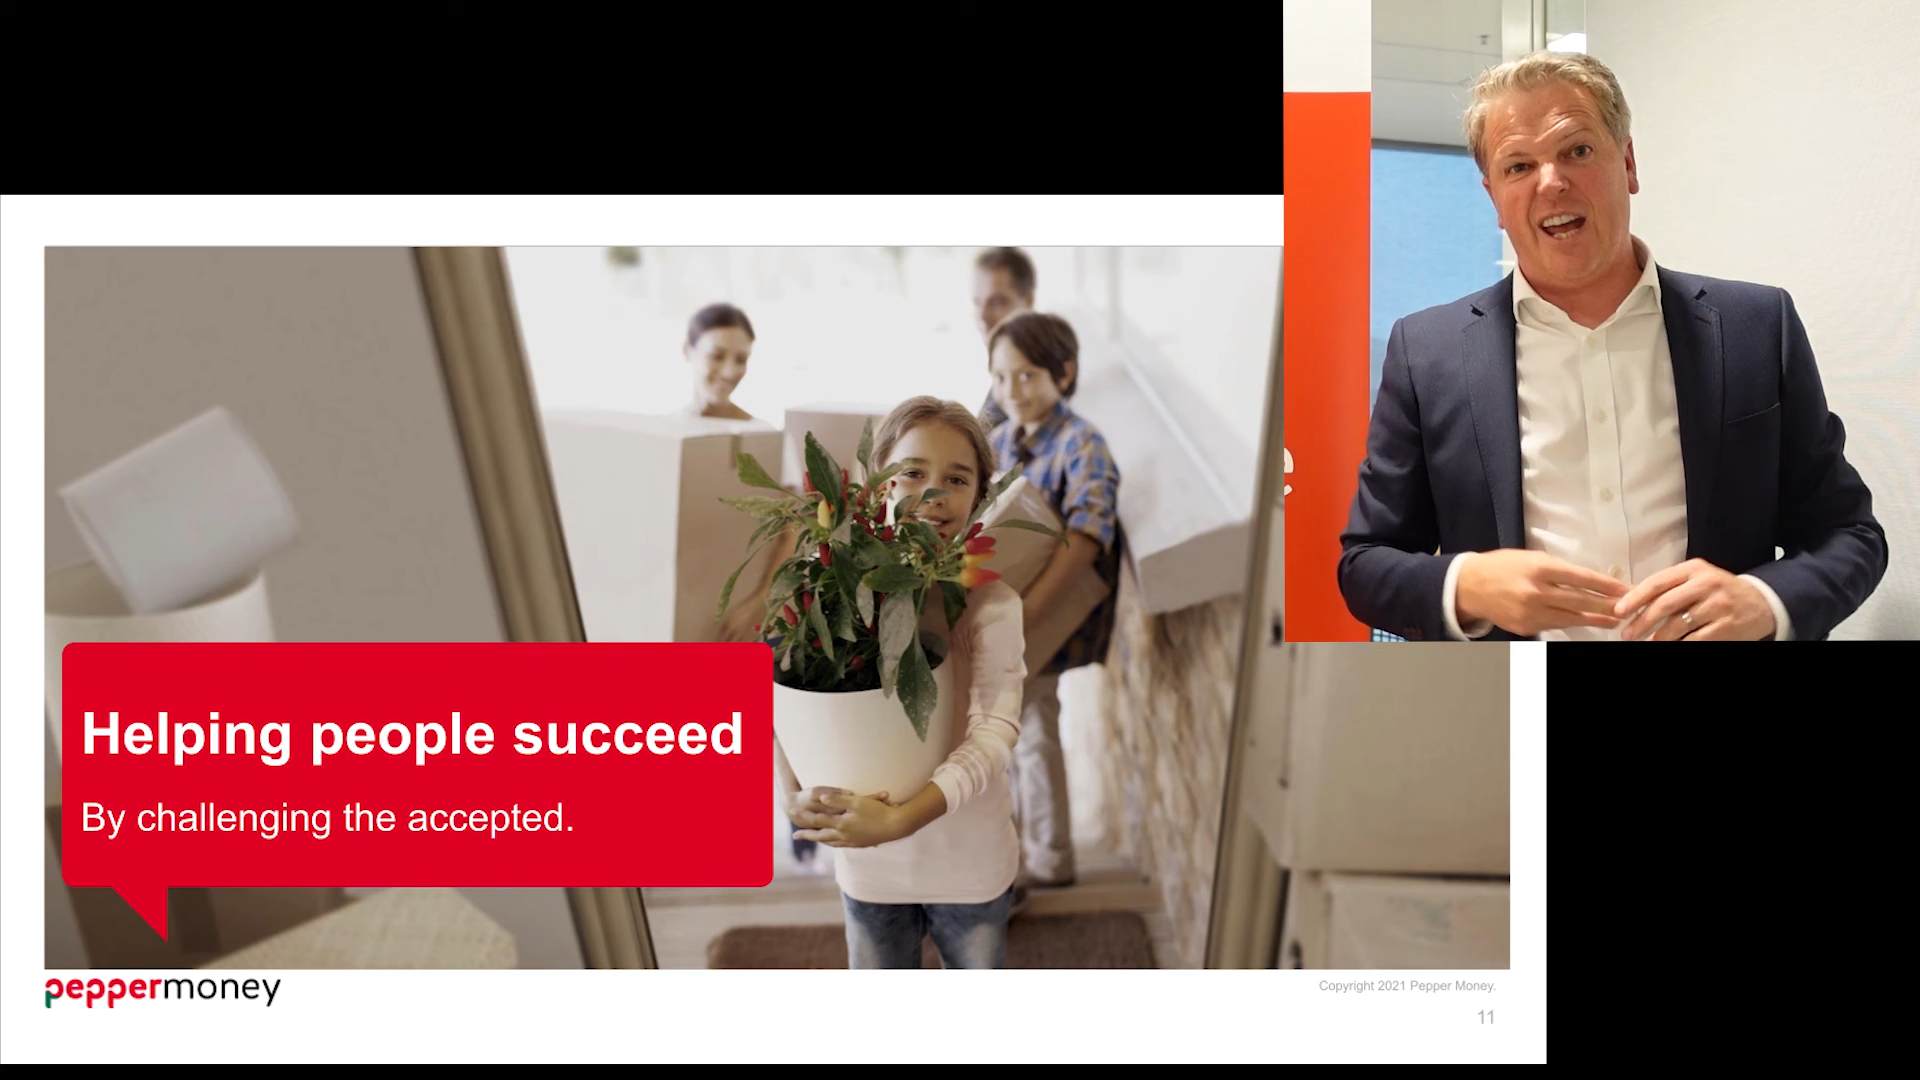 Helping people succeed
By challenging the accepted.
peppermoney
Copyright 2021 Pepper Money.
11